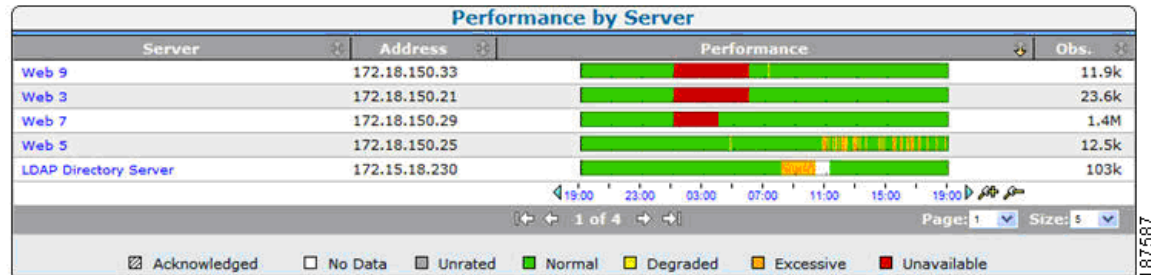 Performance by Server
Server Address Performance Obs.
Web 9 172.18.150.33 11.9k
Web 3 172.18.150.21 23.6k
Web 7 172.18.150.29 1.4M
Web 5 172.18.150.25 12.5k
LDAP Directory Server 172.15.18.230 103k
19:00 23:00 03:00 07:00 11:00 15:00 19:00
1 of 4 Page: 1 Size: 5
Acknowledged No Data Unrated Normal Degraded Excessive Unavailable
187587